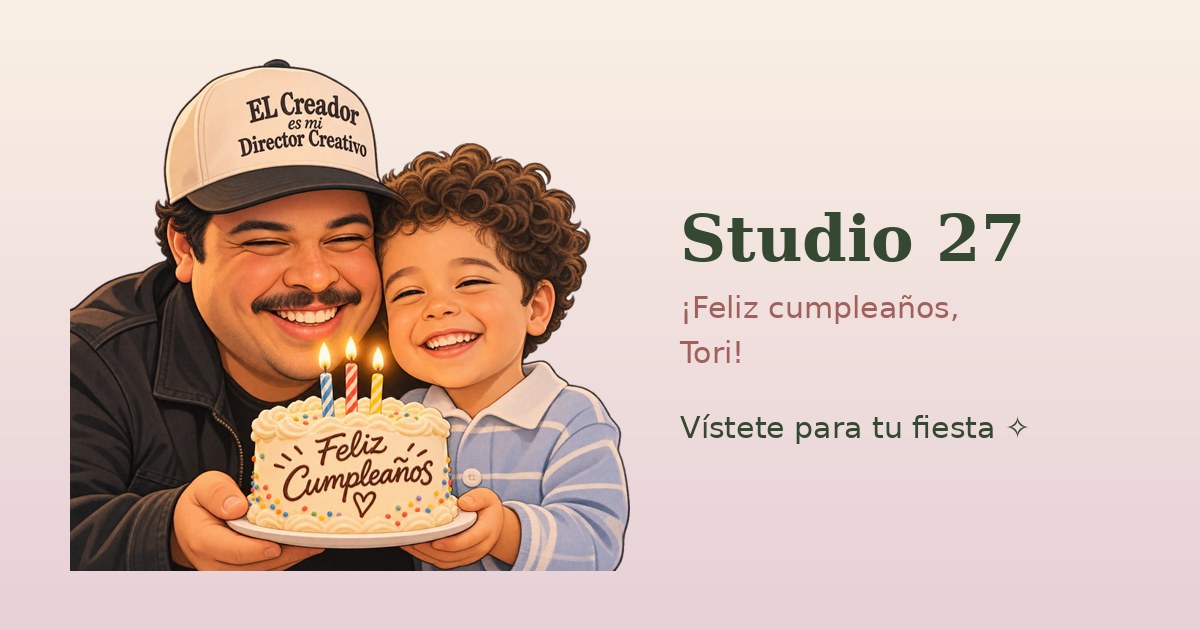 EL Creador
es mi
Director Creativo
Feliz
Cumpleaños
Studio 27
¡Feliz cumpleaños,
Tori!
Vístete para tu fiesta ✧